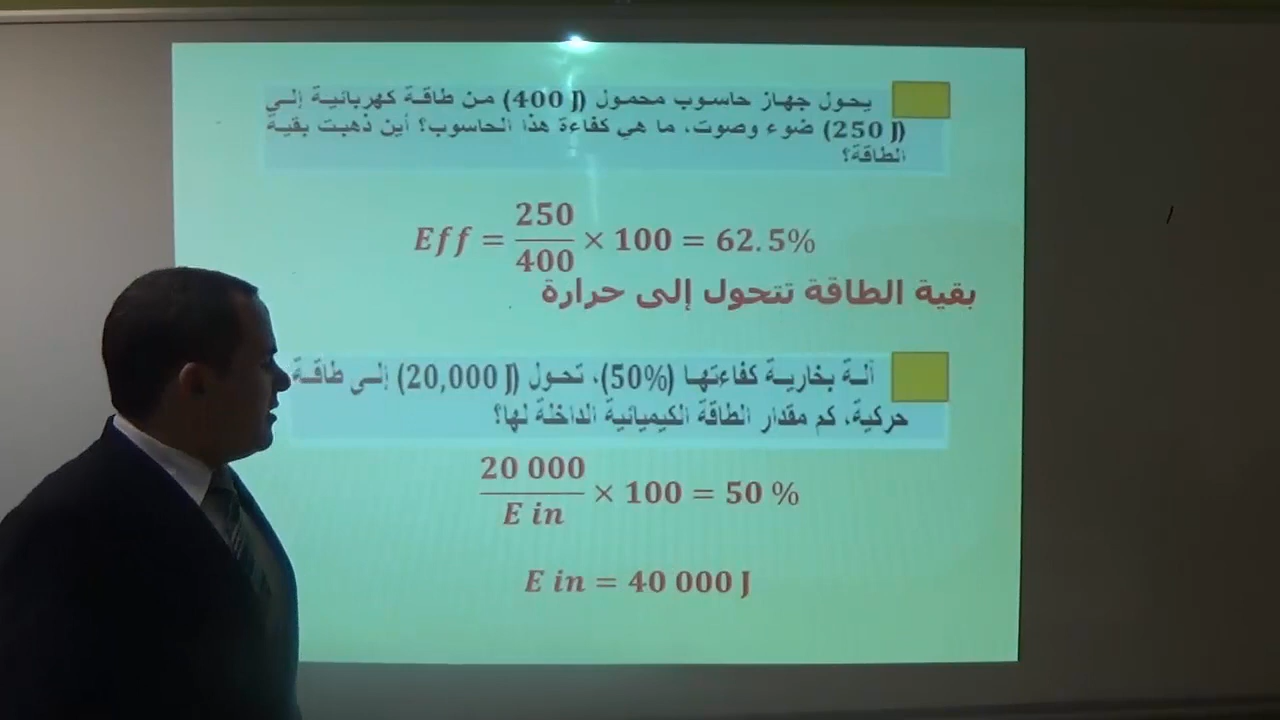 يحول جهاز حاسوب محمول (400 J) من طاقة كهربائية إلى
(250 J) ضوء وصوت، ما هي كفاءة هذا الحاسوب؟ أين ذهبت بقية
الطاقة؟
Eff = 250/400 × 100 = 62.5%
بقية الطاقة تتحول إلى حرارة
آلة بخارية كفاءتها (50%)، تحول (20,000 J) إلى طاقة
حركية، كم مقدار الطاقة الكيميائية الداخلة لها؟
20 000/E in × 100 = 50 %
E in = 40 000 J